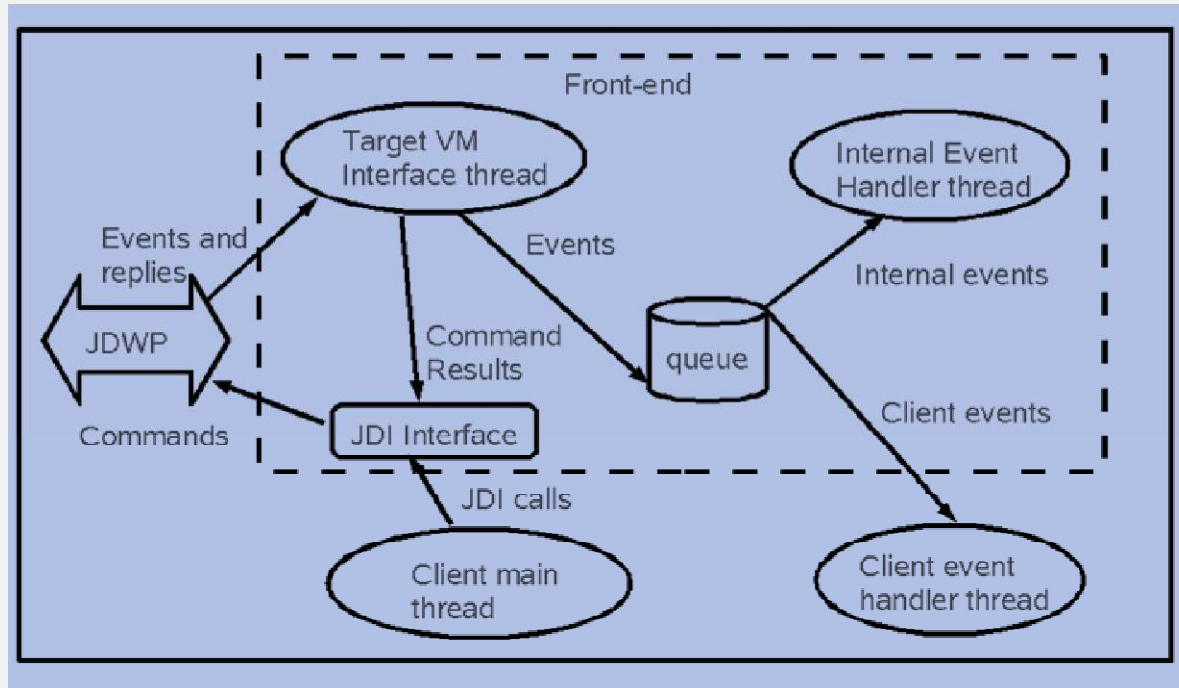 Front-end
Target VM
Interface thread
Internal Event
Handler thread
Events and
replies
Events
Internal events
JDWP
Command
Results
queue
Commands
JDI Interface
Client events
JDI calls
Client main
thread
Client event
handler thread